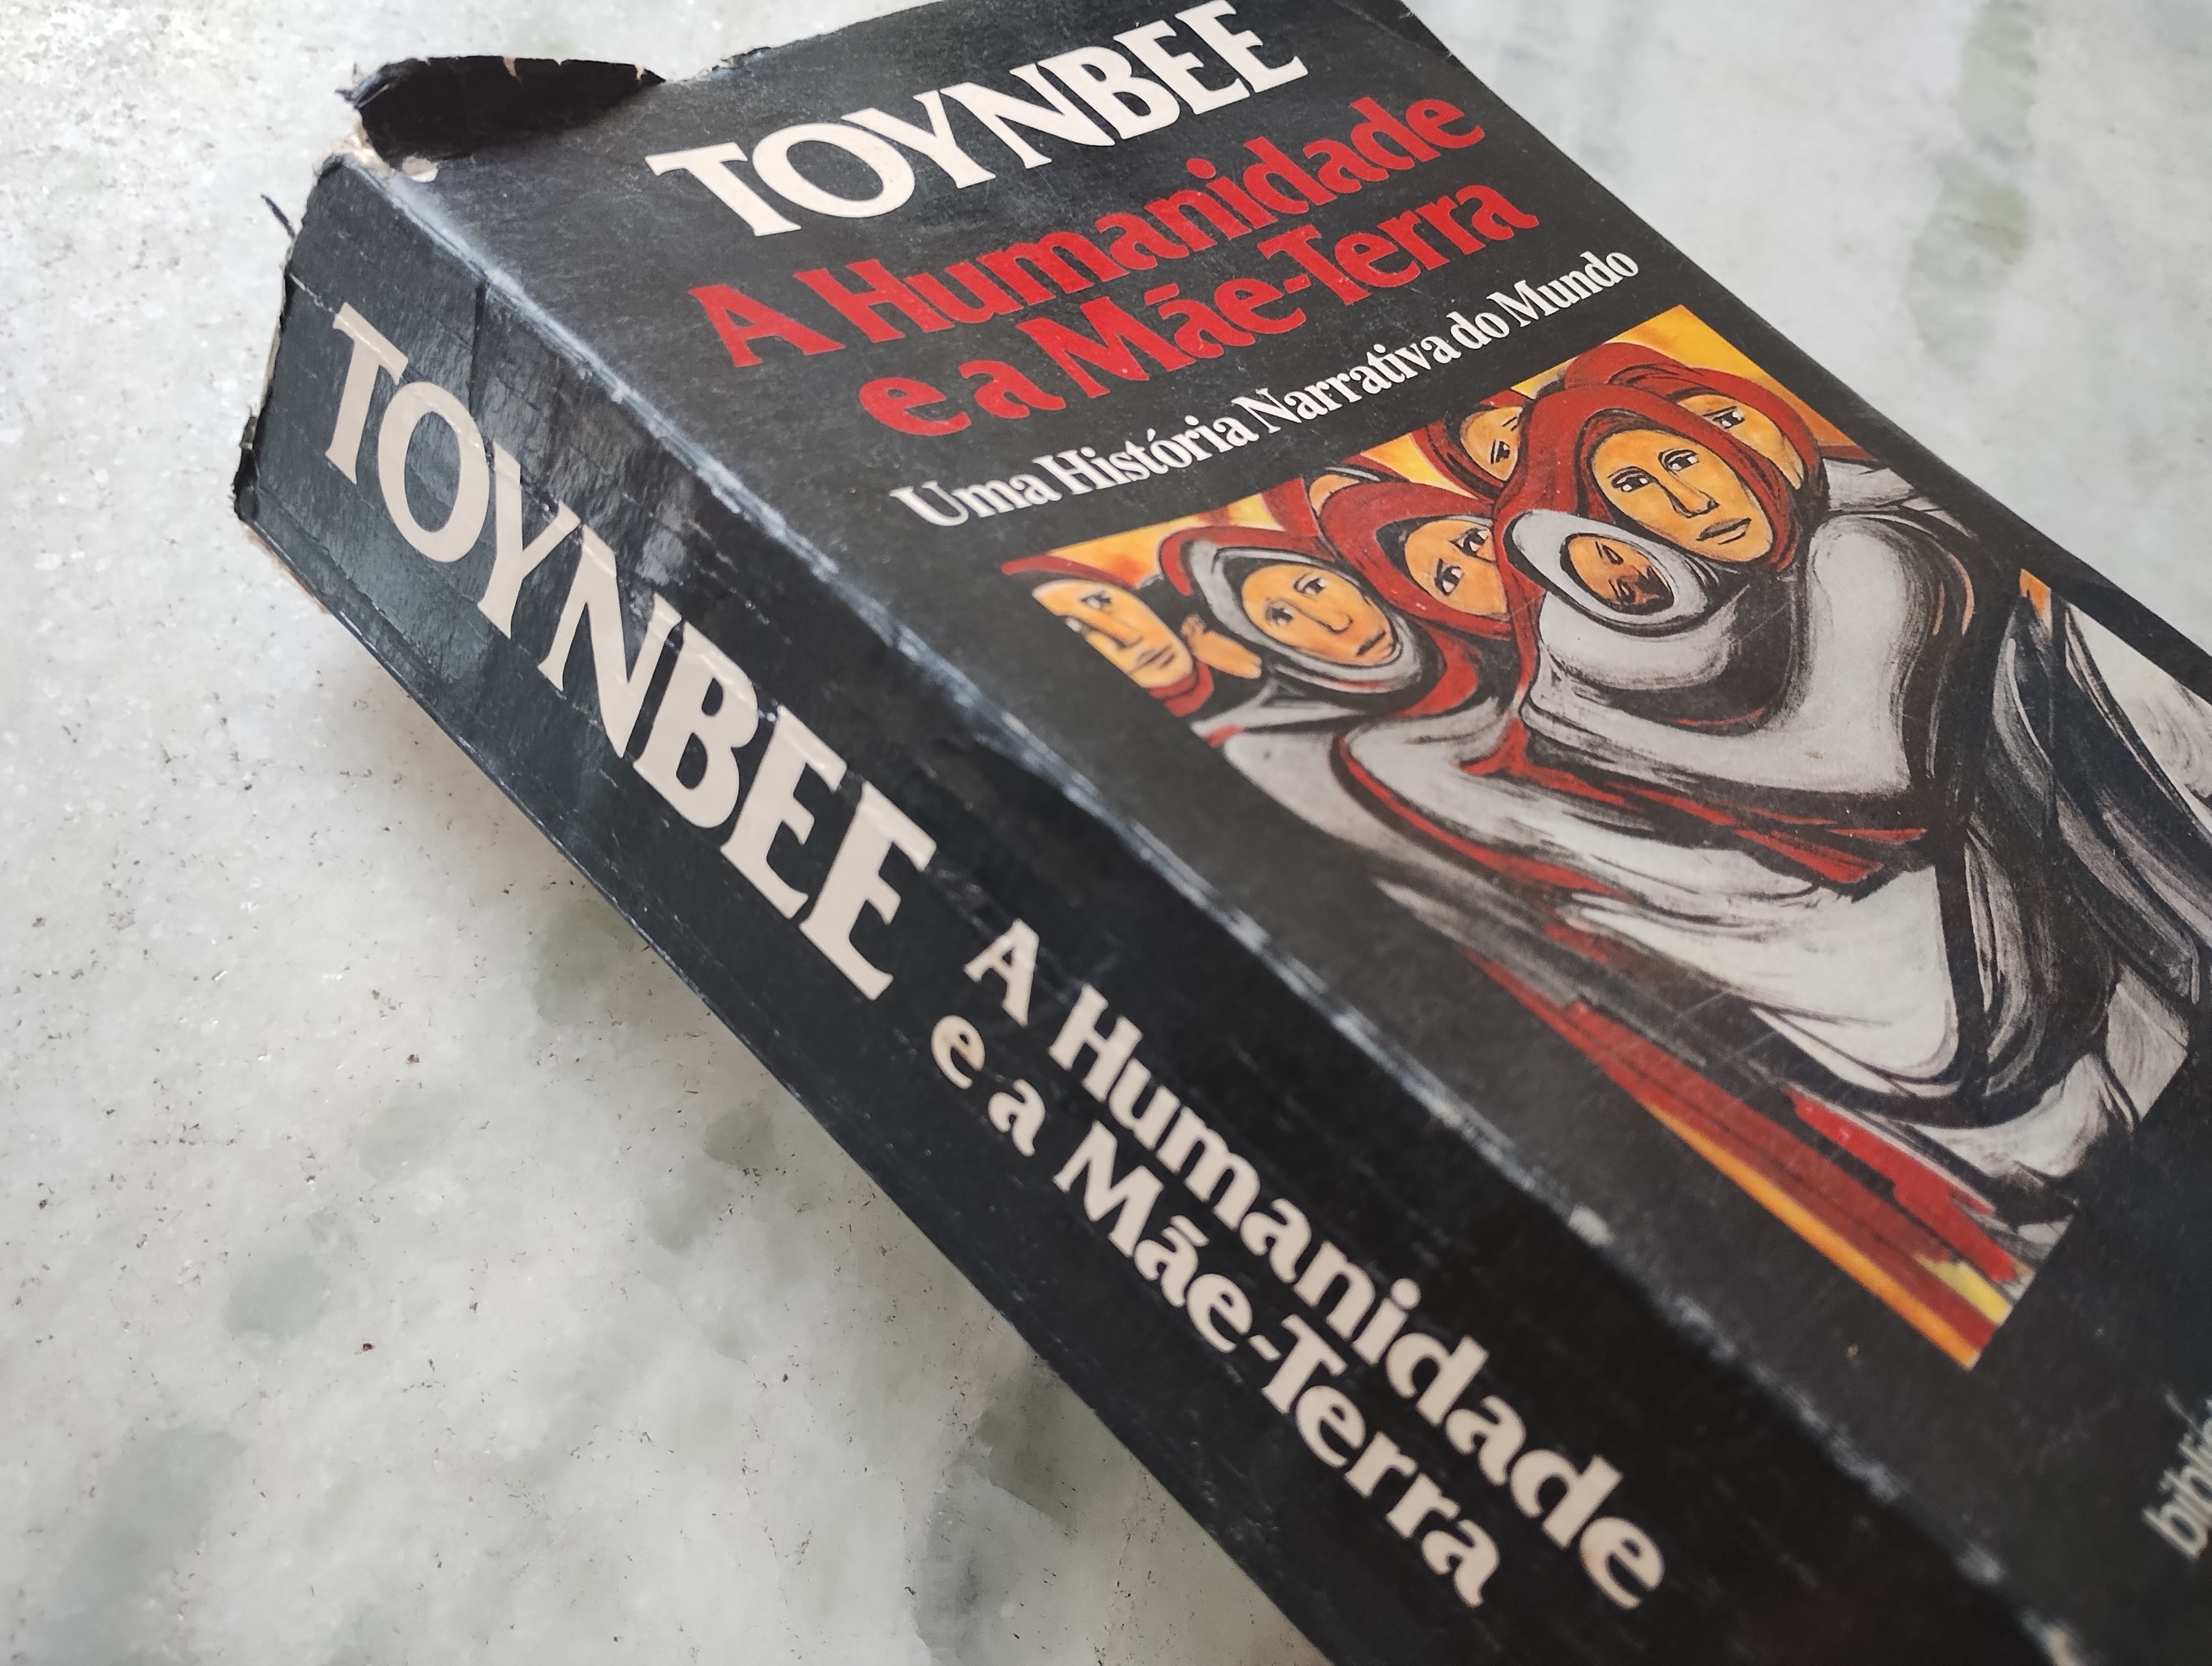 TOYNBEE
A Humanidade
e a Mãe-Terra
Uma História Narrativa do Mundo
TOYNBEE
A Humanidade
e a Mãe-Terra